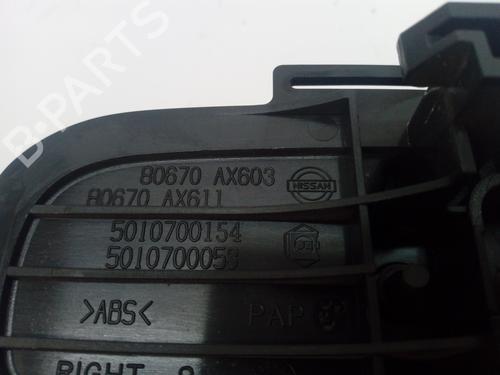 80670 AX603
NISSAN
80670 AX611
5010700154
5010700059
>ABS<
PAP
RIGHT
B-PARTS